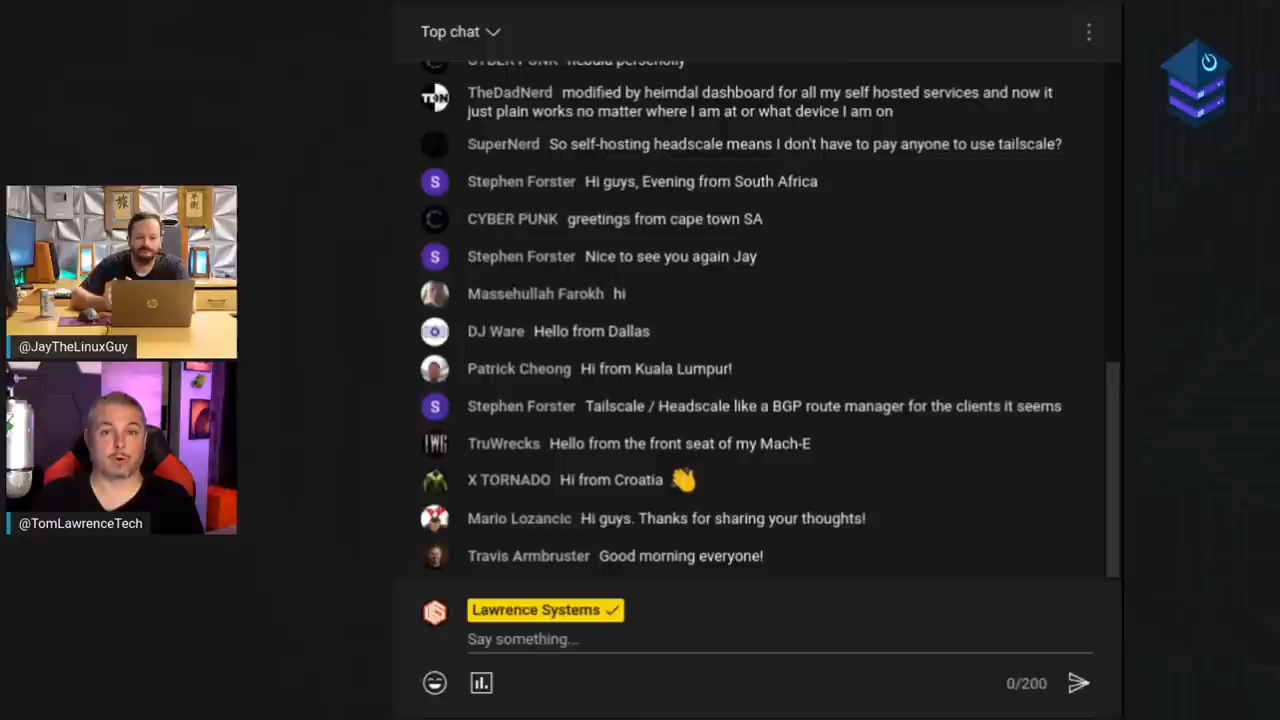 Top chat
CYBER PUNK nebula personally
TheDadNerd modified by heimdal dashboard for all my self hosted services and now it
just plain works no matter where I am at or what device I am on
SuperNerd So self-hosting headscale means I don't have to pay anyone to use tailscale?
S Stephen Forster Hi guys, Evening from South Africa
CYBER PUNK greetings from cape town SA
S Stephen Forster Nice to see you again Jay
Massehullah Farokh hi
DJ Ware Hello from Dallas
Patrick Cheong Hi from Kuala Lumpur!
S Stephen Forster Tailscale / Headscale like a BGP route manager for the clients it seems
TruWrecks Hello from the front seat of my Mach-E
X TORNADO Hi from Croatia 👏
Mario Lozancic Hi guys. Thanks for sharing your thoughts!
Travis Armbruster Good morning everyone!
Lawrence Systems
Say something...
0/200
@JayTheLinuxGuy
@TomLawrenceTech